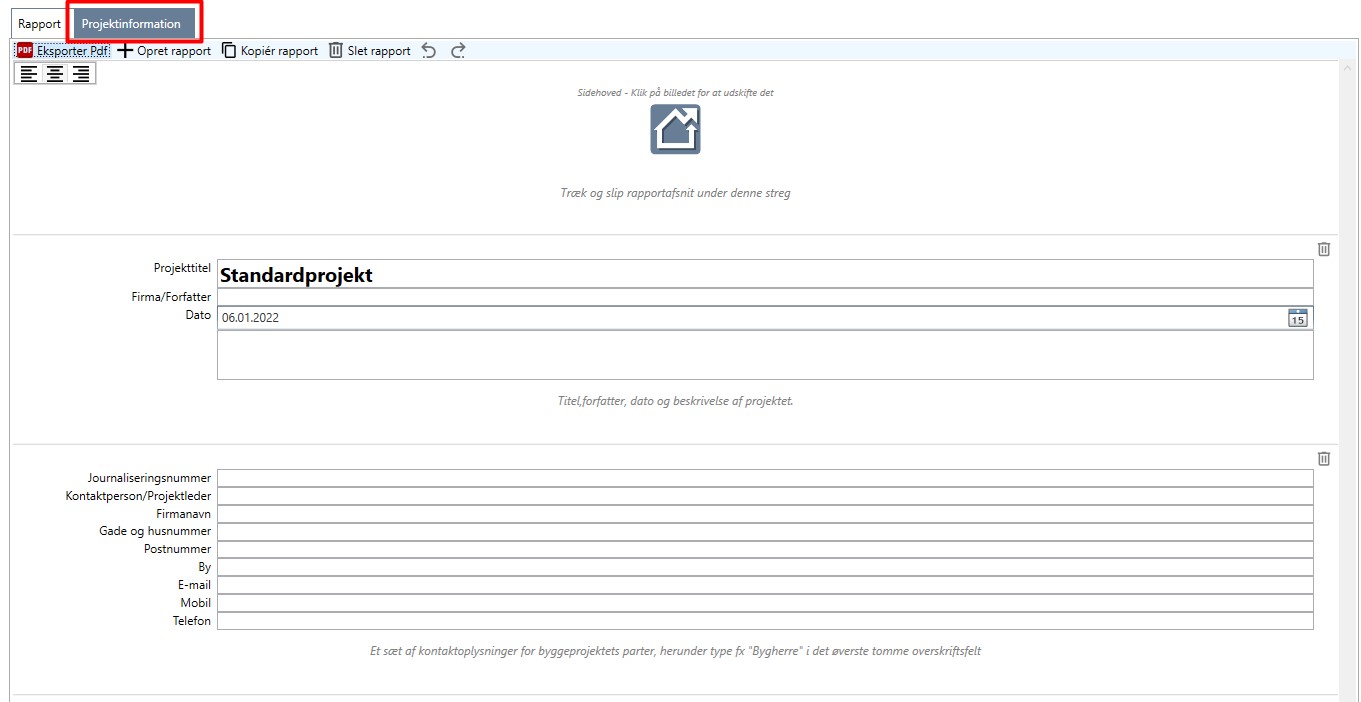 Rapport Projektinformation
PDF Eksporter Pdf Opret rapport Kopiér rapport Slet rapport
Sidehoved - Klik på billedet for at udskifte det
Træk og slip rapportafsnit under denne streg
Projekttitel Standardprojekt
Firma/Forfatter
Dato 06.01.2022 15
Titel,forfatter, dato og beskrivelse af projektet.
Journaliseringsnummer
Kontaktperson/Projektleder
Firmanavn
Gade og husnummer
Postnummer
By
E-mail
Mobil
Telefon
Et sæt af kontaktoplysninger for byggeprojektets parter, herunder type fx "Bygherre" i det øverste tomme overskriftsfelt